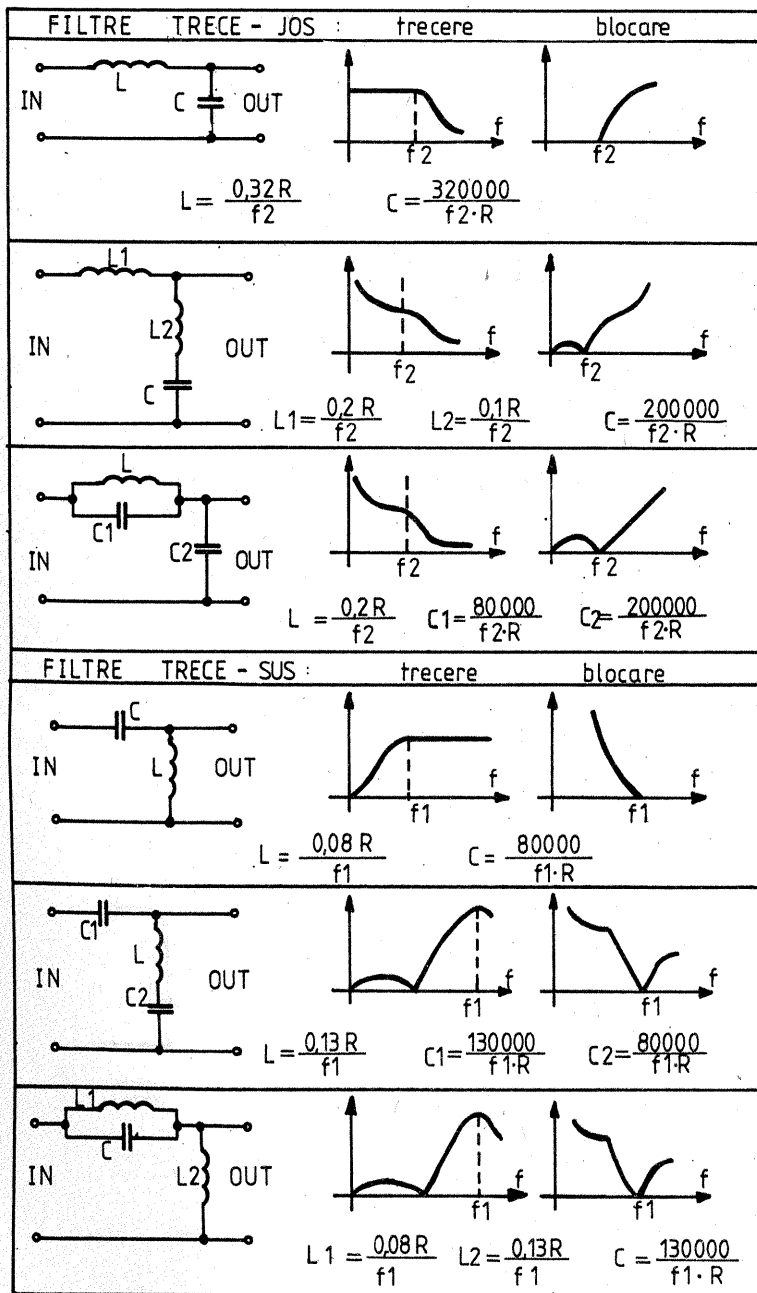 FILTRE TRECE - JOS : trecere blocare
L
C
IN OUT
f f
f2 f2
L = 0,32R / f2 C = 320000 / f2·R
L1
L2
IN OUT
C
f f
f2 f2
L1 = 0,2 R / f2 L2 = 0,1R / f2 C = 200000 / f2·R
L
C1
C2
IN OUT
f f
f2 f2
L = 0,2R / f2 C1 = 80000 / f2·R C2 = 200000 / f2·R
FILTRE TRECE - SUS : trecere blocare
C
IN L OUT
f f
f1 f1
L = 0,08 R / f1 C = 80000 / f1·R
C1
L
IN OUT
C2
f f
f1 f1
L = 0,13 R / f1 C1 = 130000 / f1·R C2 = 80000 / f1·R
L1
C
IN L2 OUT
f f
f1 f1
L1 = 0,08 R / f1 L2 = 0,13R / f1 C = 130000 / f1·R